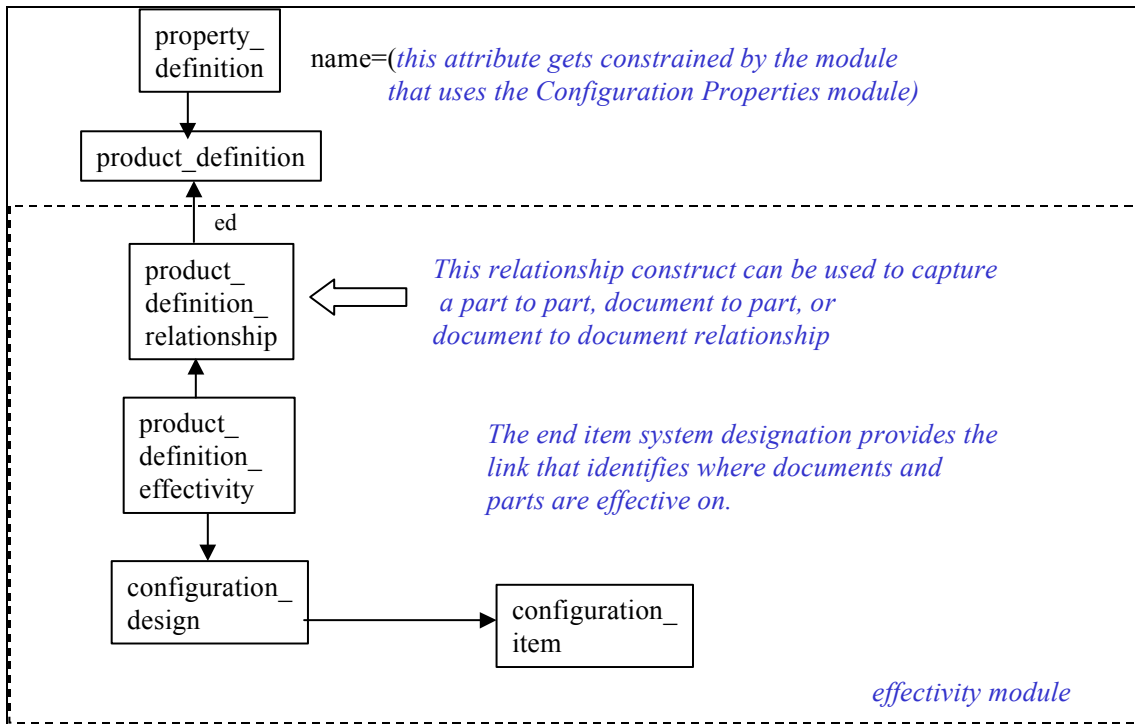 property_
definition
name=(this attribute gets constrained by the module
that uses the Configuration Properties module)
product_definition
ed
product_
definition_
relationship
This relationship construct can be used to capture
a part to part, document to part, or
document to document relationship
product_
definition_
effectivity
The end item system designation provides the
link that identifies where documents and
parts are effective on.
configuration_
design
configuration_
item
effectivity module